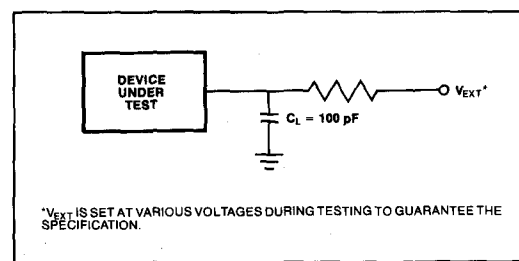 DEVICE
UNDER
TEST
V_EXT*
C_L = 100 pF
*V_EXT IS SET AT VARIOUS VOLTAGES DURING TESTING TO GUARANTEE THE
SPECIFICATION.